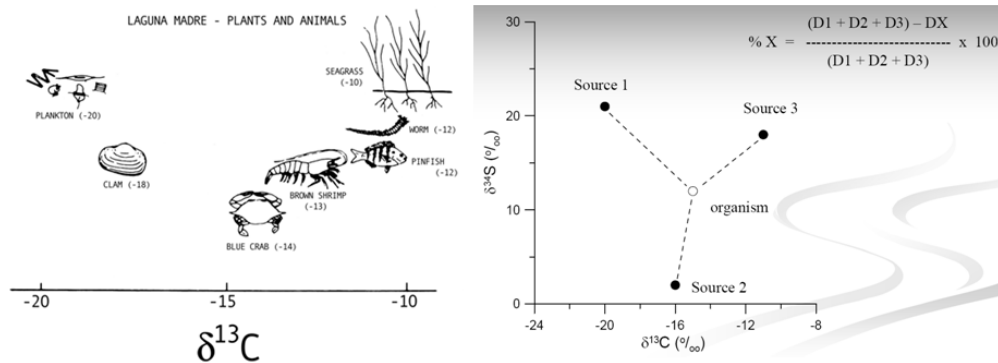 LAGUNA MADRE - PLANTS AND ANIMALS
SEAGRASS
(-10)
PLANKTON (-20)
WORM (-12)
CLAM (-18)
PINFISH
(-12)
BROWN SHRIMP
(-13)
BLUE CRAB (-14)
-20
-15
-10
δ13C
(D1 + D2 + D3) – DX
% X = ---------------------------- x 100
(D1 + D2 + D3)
30
20
10
0
δ34S (o/oo)
Source 1
Source 3
organism
Source 2
-24
-20
-16
-12
-8
δ13C (o/oo)